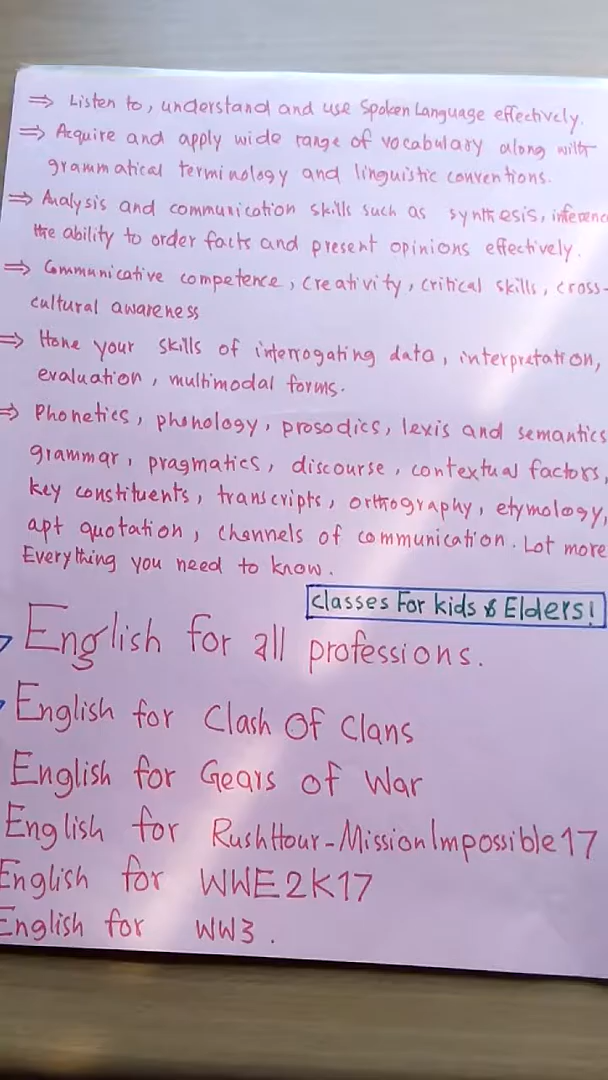 ⇒ Listen to, understand and use Spoken Language effectively.
⇒ Acquire and apply wide range of vocabulary along with
grammatical terminology and linguistic conventions.
⇒ Analysis and communication skills such as synthesis, inferenc
the ability to order facts and present opinions effectively.
⇒ Communicative competence, creativity, critical skills, cross-
cultural awareness
⇒ Hone your skills of interrogating data, interpretation,
evaluation, multimodal forms.
⇒ Phonetics, phonology, prosodics, lexis and semantics
grammar, pragmatics, discourse, contextual factors,
key constituents, transcripts, orthography, etymology,
apt quotation, channels of communication. Lot more
Everything you need to know.
Classes For kids & Elders!
English for all professions.
English for Clash Of Clans
English for Gears of War
English for RushHour-MissionImpossible17
English for WWE2K17
English for WW3.